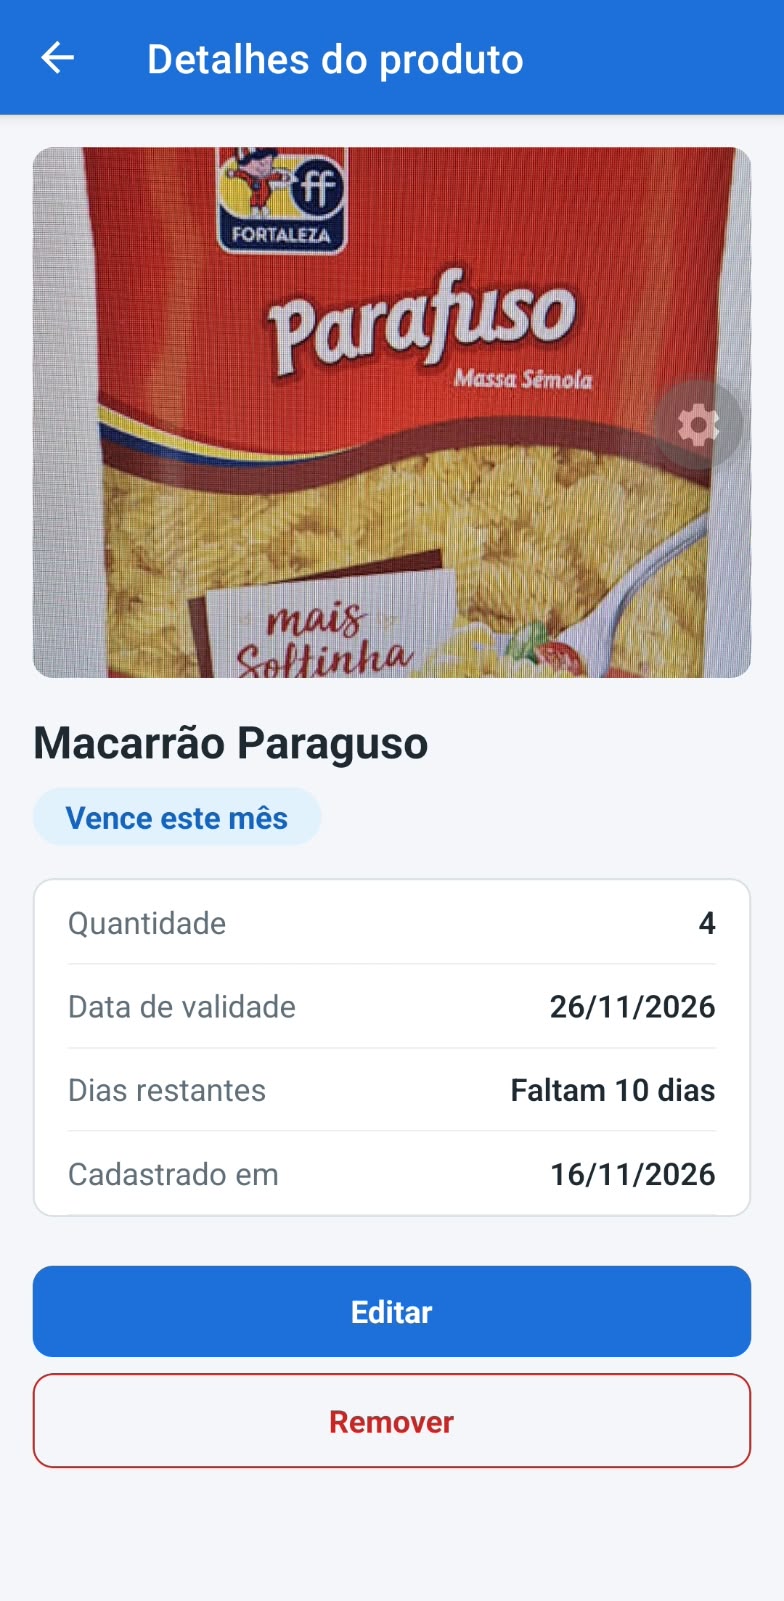 Detalhes do produto
ff
FORTALEZA
Parafuso
Massa Sêmola
mais
Soltinha
Macarrão Paraguso
Vence este mês
Quantidade 4
Data de validade 26/11/2026
Dias restantes Faltam 10 dias
Cadastrado em 16/11/2026
Editar
Remover